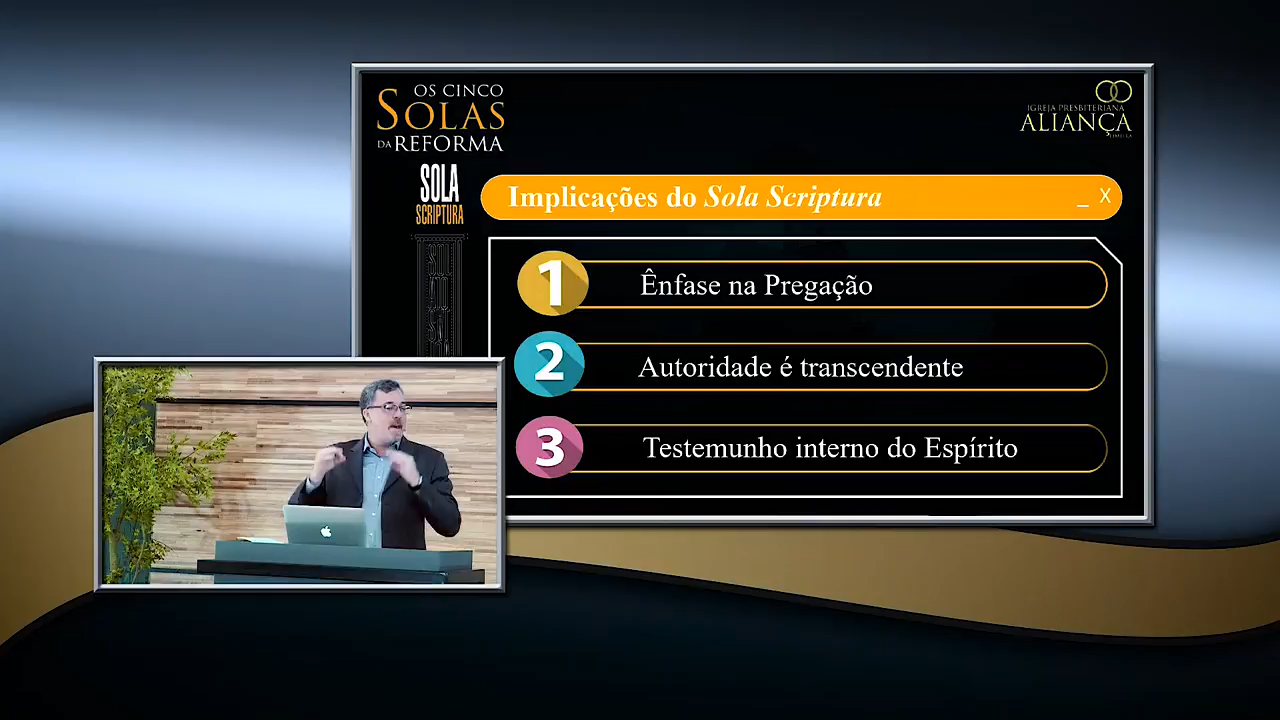 OS CINCO
SOLAS
DA REFORMA
IGREJA PRESBITERIANA
ALIANÇA
SOLA
SCRIPTURA
Implicações do Sola Scriptura
_ X
1 Ênfase na Pregação
2 Autoridade é transcendente
3 Testemunho interno do Espírito